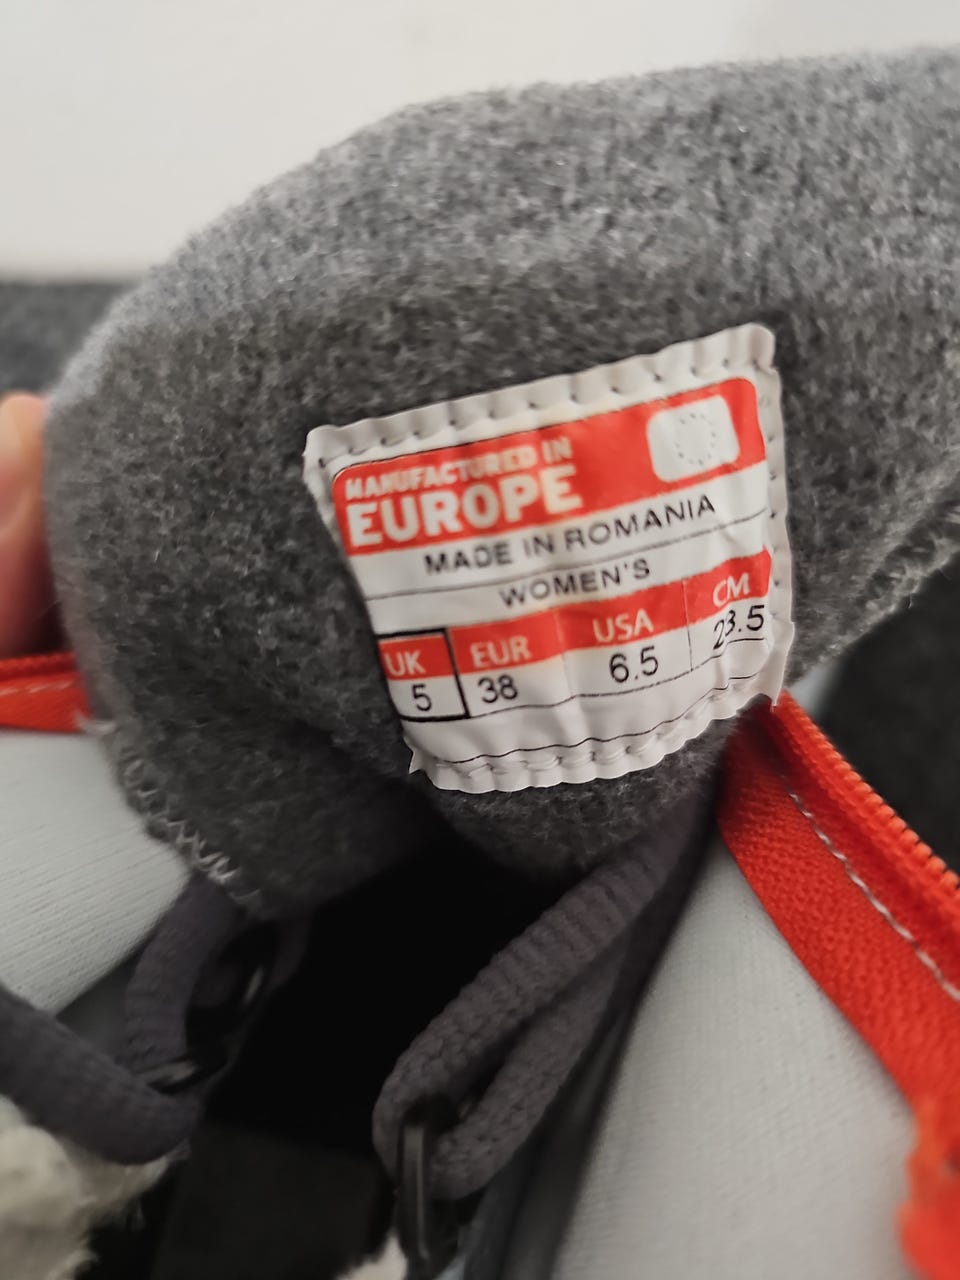 MANUFACTURED IN
EUROPE
MADE IN ROMANIA
WOMEN'S
UK EUR USA CM
5 38 6.5 23.5